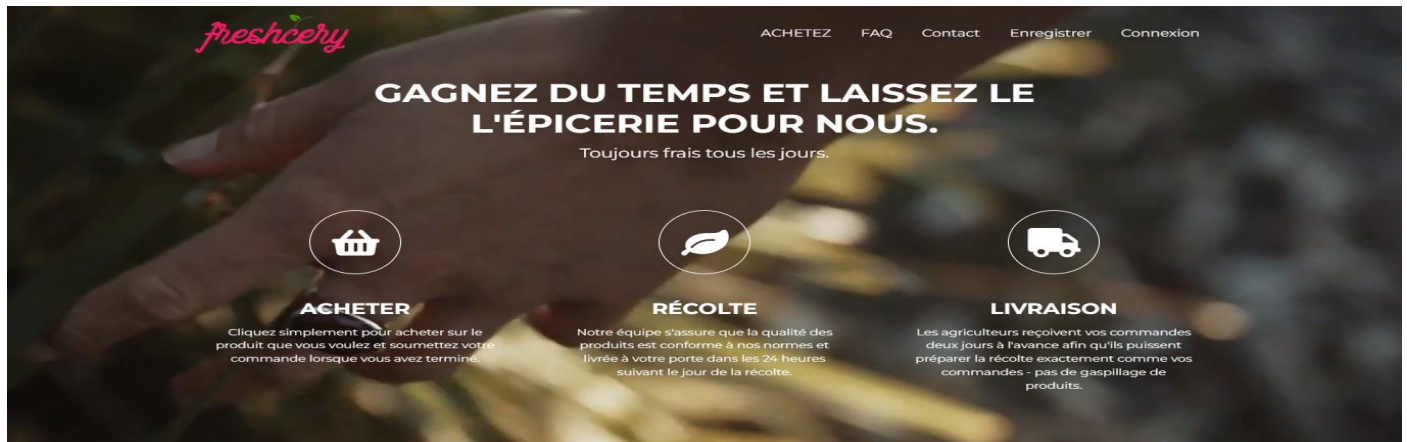 freshcery
ACHETEZ FAQ Contact Enregistrer Connexion
GAGNEZ DU TEMPS ET LAISSEZ LE
L'ÉPICERIE POUR NOUS.
Toujours frais tous les jours.
ACHETER
Cliquez simplement pour acheter sur le
produit que vous voulez et soumettez votre
commande lorsque vous avez terminé.
RÉCOLTE
Notre équipe s'assure que la qualité des
produits est conforme à nos normes et
livrée à votre porte dans les 24 heures
suivant le jour de la récolte.
LIVRAISON
Les agriculteurs reçoivent vos commandes
deux jours à l'avance afin qu'ils puissent
préparer la récolte exactement comme vos
commandes - pas de gaspillage de
produits.